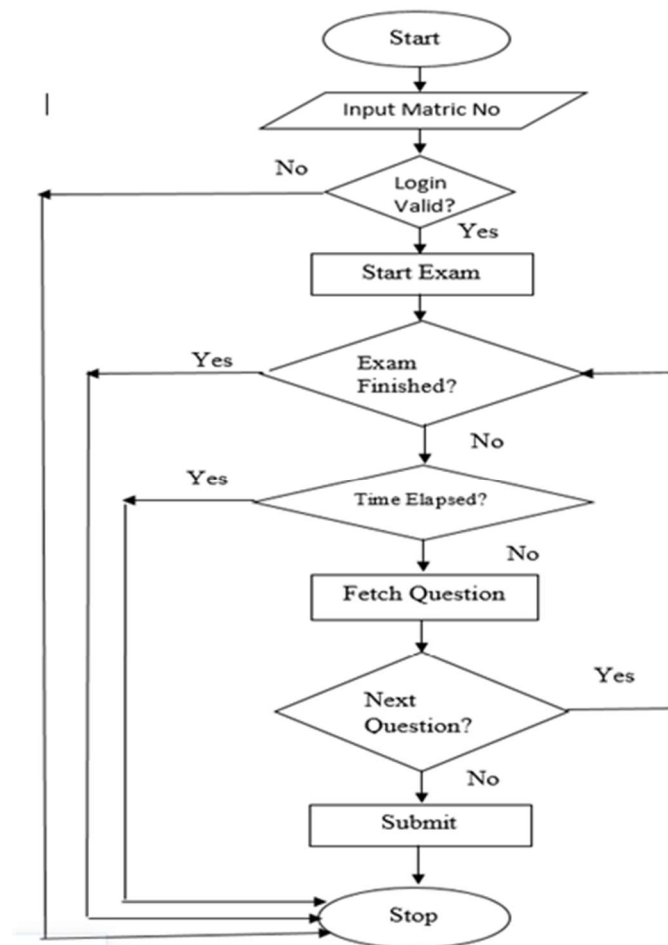 Start
Input Matric No
No
Login
Valid?
Yes
Start Exam
Yes
Exam
Finished?
No
Yes
Time Elapsed?
No
Fetch Question
Yes
Next
Question?
No
Submit
Stop